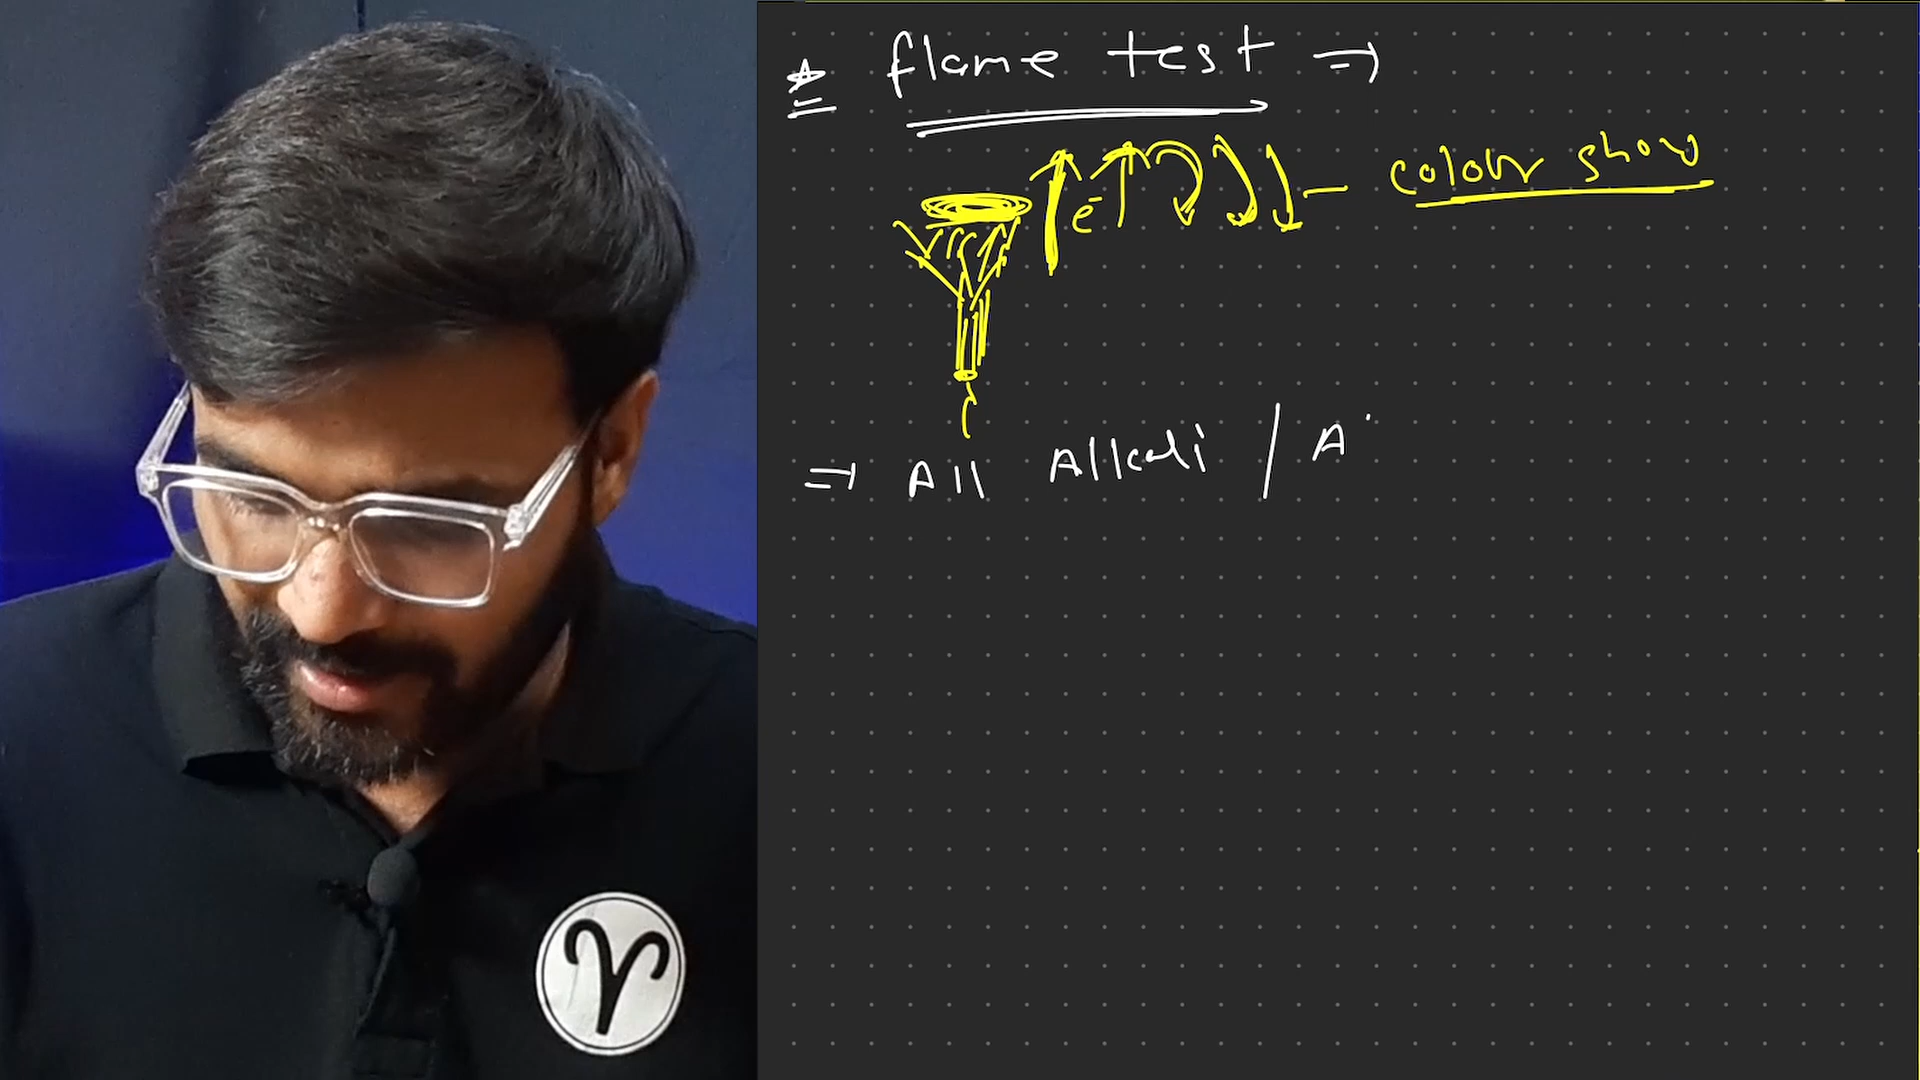 * flame test ⇒
e⁻ colour show
⇒ All Alkali / A